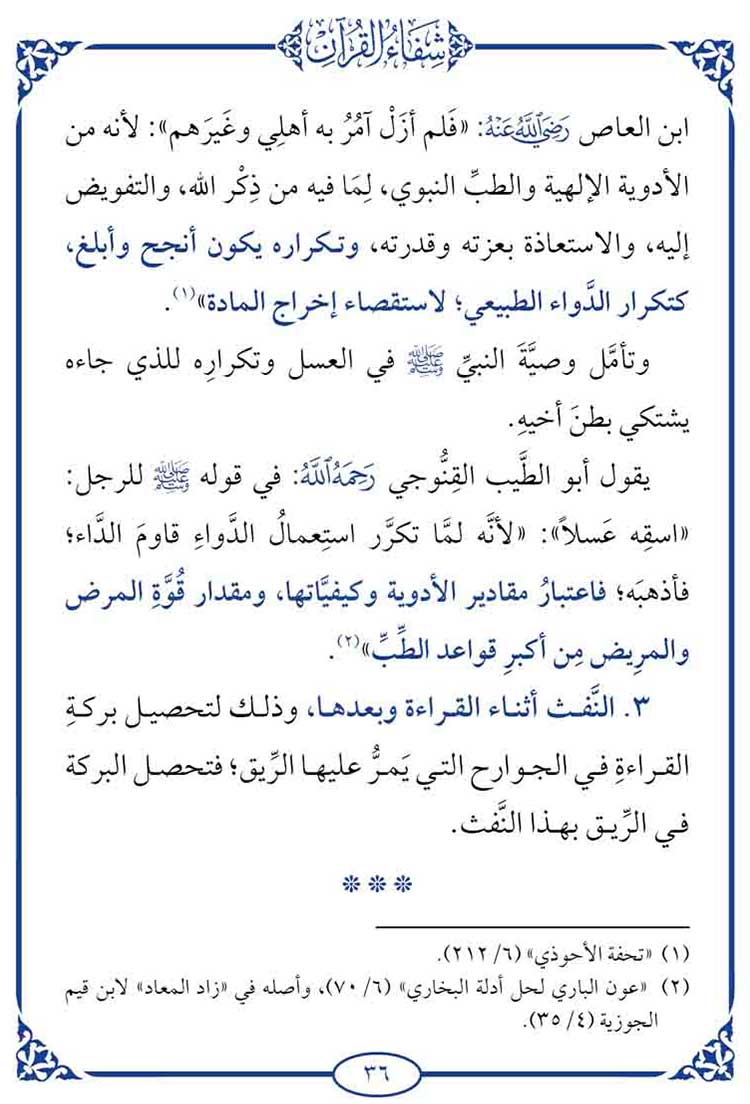 شِفَاءُ القُرْآنِ
ابن العاص رَضِيَ اللَّهُ عَنْهُ: «فَلم أزَلْ آمُرُ به أهلِي وغَيرَهم»: لأنه من
الأدوية الإلهية والطبِّ النبوي، لِمَا فيه من ذِكْر الله، والتفويض
إليه، والاستعاذة بعزته وقدرته، وتكراره يكون أنجح وأبلغ،
كتكرار الدَّواء الطبيعي؛ لاستقصاء إخراج المادة»(١).
وتأمَّل وصيَّةَ النبيِّ ﷺ في العسل وتكرارِه للذي جاءه
يشتكي بطنَ أخيهِ.
يقول أبو الطَّيب القِنُّوجي رَحِمَهُ اللَّهُ: في قوله ﷺ للرجل:
«اسقِه عَسلاً»: «لأنَّه لمَّا تكرَّر استِعمالُ الدَّواءِ قاومَ الدَّاء؛
فأذهبَه؛ فاعتبارُ مقادير الأدوية وكيفيَّاتها، ومقدار قُوَّةِ المرض
والمرِيض مِن أكبرِ قواعد الطِّبِّ»(٢).
٣. النَّفث أثناء القراءة وبعدها، وذلك لتحصيل بركةِ
القراءةِ في الجوارح التي يَمرُّ عليها الرِّيق؛ فتحصل البركة
في الرِّيق بهذا النَّفث.
(١) «تحفة الأحوذي» (٦/ ٢١٢).
(٢) «عون الباري لحل أدلة البخاري» (٦/ ٧٠)، وأصله في «زاد المعاد» لابن قيم
الجوزية (٤/ ٣٥).
٣٦